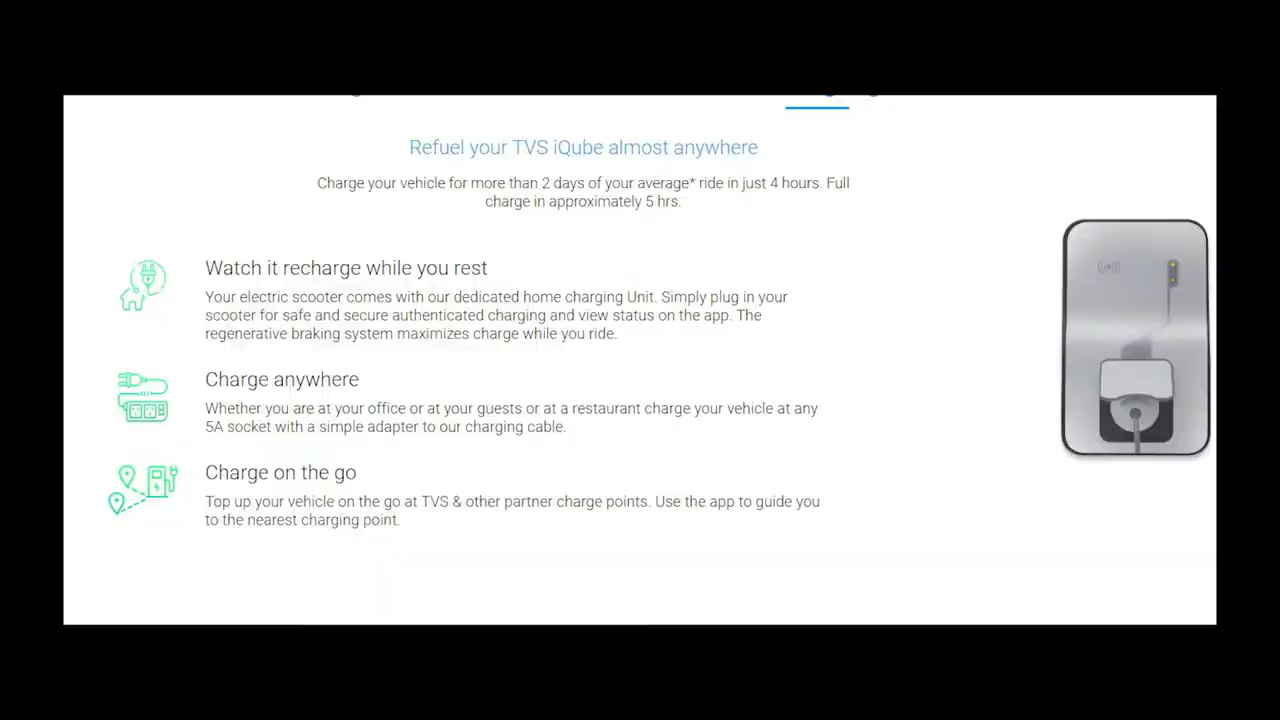 Refuel your TVS iQube almost anywhere
Charge your vehicle for more than 2 days of your average* ride in just 4 hours. Full
charge in approximately 5 hrs.
Watch it recharge while you rest
Your electric scooter comes with our dedicated home charging Unit. Simply plug in your
scooter for safe and secure authenticated charging and view status on the app. The
regenerative braking system maximizes charge while you ride.
Charge anywhere
Whether you are at your office or at your guests or at a restaurant charge your vehicle at any
5A socket with a simple adapter to our charging cable.
Charge on the go
Top up your vehicle on the go at TVS & other partner charge points. Use the app to guide you
to the nearest charging point.